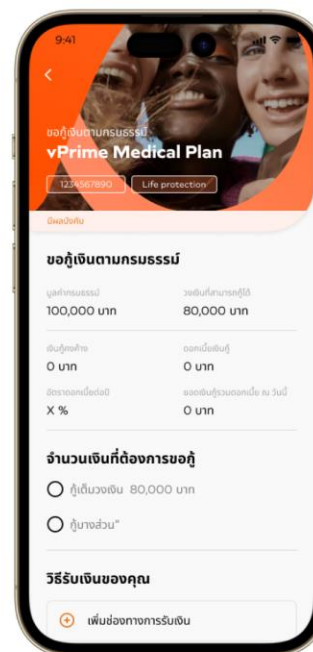 9:41
ขอกู้เงินตามกรมธรรม์
vPrime Medical Plan
1234567890 Life protection
มีผลบังคับ
ขอกู้เงินตามกรมธรรม์
มูลค่ากรมธรรม์ วงเงินที่สามารถกู้ได้
100,000 บาท 80,000 บาท
เงินกู้คงค้าง ดอกเบี้ยเงินกู้
0 บาท 0 บาท
อัตราดอกเบี้ยต่อปี ยอดเงินกู้รวมดอกเบี้ย ณ วันนี้
X % 0 บาท
จำนวนเงินที่ต้องการขอกู้
กู้เต็มวงเงิน 80,000 บาท
กู้บางส่วน*
วิธีรับเงินของคุณ
เพิ่มช่องทางการรับเงิน